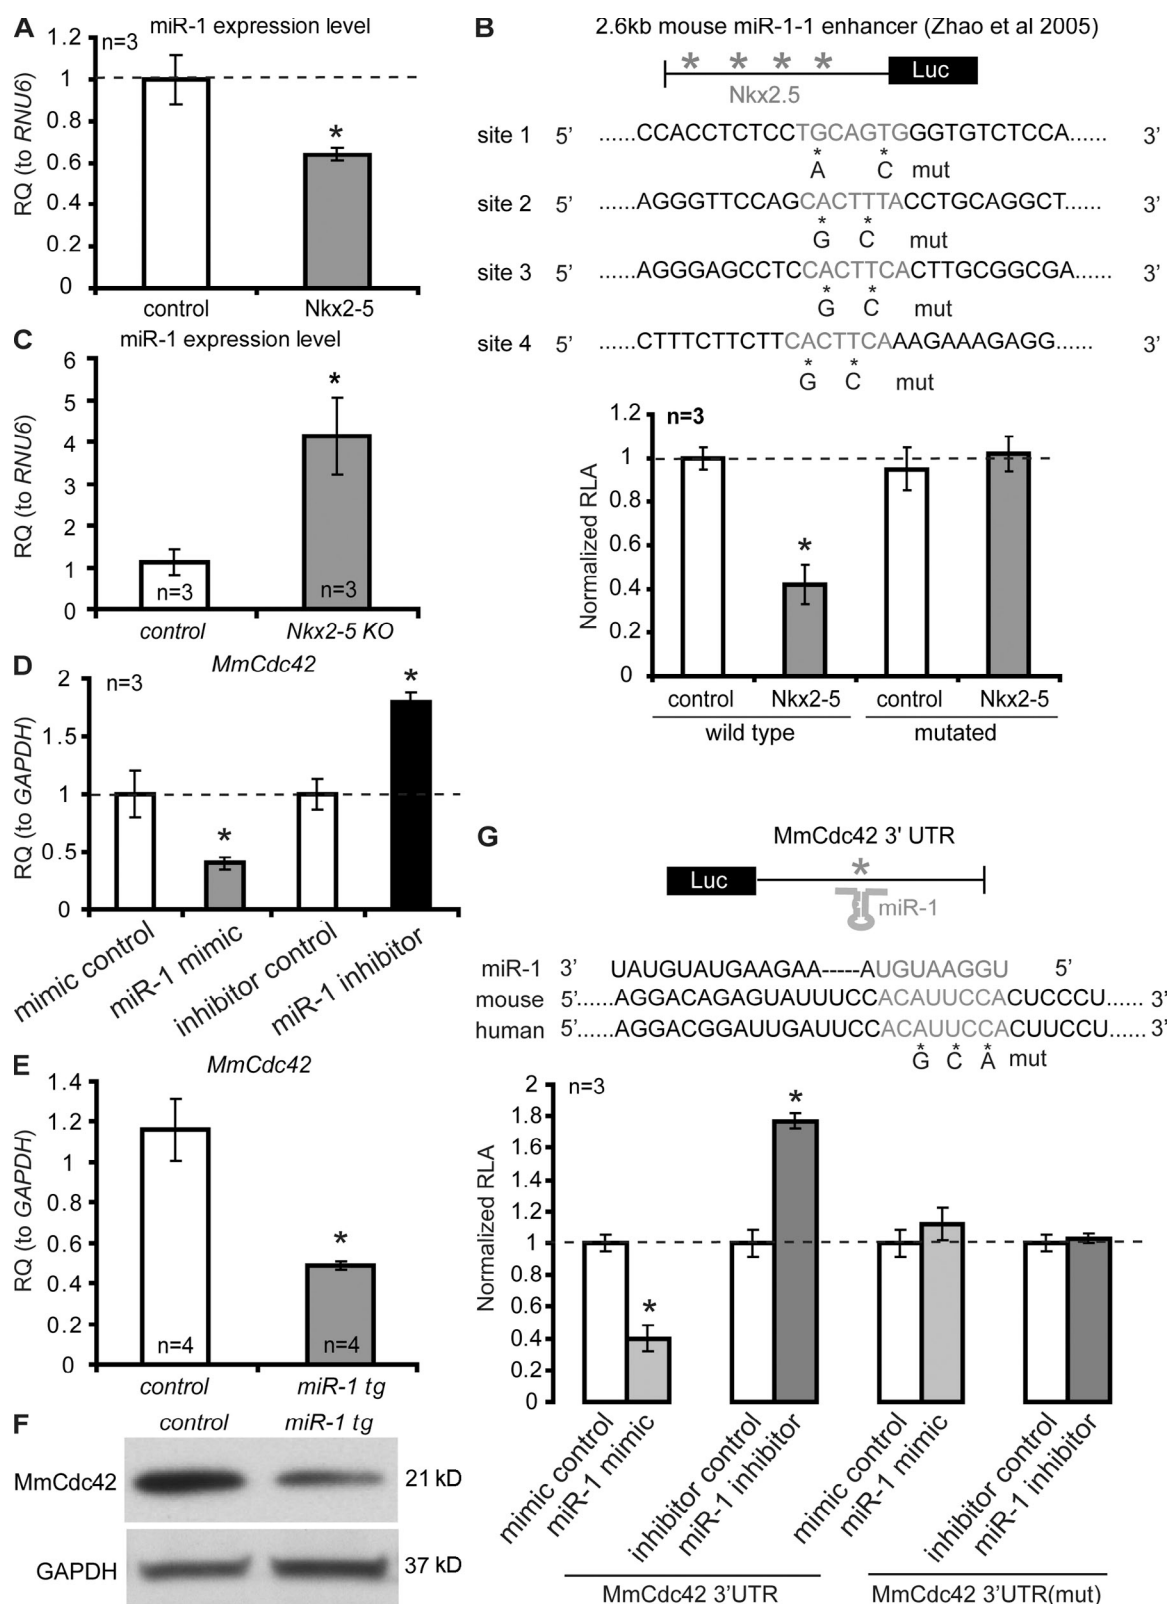 A
miR-1 expression level
n=3
RQ (to RNU6)
1.2
1
0.8
0.6
0.4
0.2
0
*
control
Nkx2-5
B
2.6kb mouse miR-1-1 enhancer (Zhao et al 2005)
* * * *
Nkx2.5
Luc
site 1 5’ ......CCACCTCTCCTGCAGTGGGTGTCTCCA...... 3’
* *
A C mut
site 2 5’ ......AGGGTTCCAGCACTTTACCTGCAGGCT...... 3’
* *
G C mut
site 3 5’ ......AGGGAGCCTCCACTTCACTTGCGGCGA...... 3’
* *
G C mut
site 4 5’ ......CTTTCTTCTTCACTTCAAAGAAAGAGG...... 3’
* *
G C mut
n=3
Normalized RLA
1.2
1
0.8
0.6
0.4
0.2
0
*
control
Nkx2-5
control
Nkx2-5
wild type
mutated
C
miR-1 expression level
RQ (to RNU6)
6
5
4
3
2
1
0
*
n=3
n=3
control
Nkx2-5 KO
D
MmCdc42
n=3
RQ (to GAPDH)
2
1.5
1
0.5
0
*
*
mimic control
miR-1 mimic
inhibitor control
miR-1 inhibitor
E
MmCdc42
RQ (to GAPDH)
1.4
1.2
1
0.8
0.6
0.4
0.2
0
*
n=4
n=4
control
miR-1 tg
F
control
miR-1 tg
MmCdc42
21 kD
GAPDH
37 kD
G
MmCdc42 3' UTR
*
Luc
miR-1
miR-1 3’ UAUGUAUGAAGAA-----AUGUAAGGU 5’
mouse 5’......AGGACAGAGUAUUUCCACAUUCCACUCCCU...... 3’
human 5’......AGGACGGAUUGAUUCCACAUUCCACUUCCU...... 3’
* * *
G C A mut
n=3
Normalized RLA
2
1.8
1.6
1.4
1.2
1
0.8
0.6
0.4
0.2
0
*
*
mimic control
miR-1 mimic
inhibitor control
miR-1 inhibitor
mimic control
miR-1 mimic
inhibitor control
miR-1 inhibitor
MmCdc42 3’UTR
MmCdc42 3’UTR(mut)